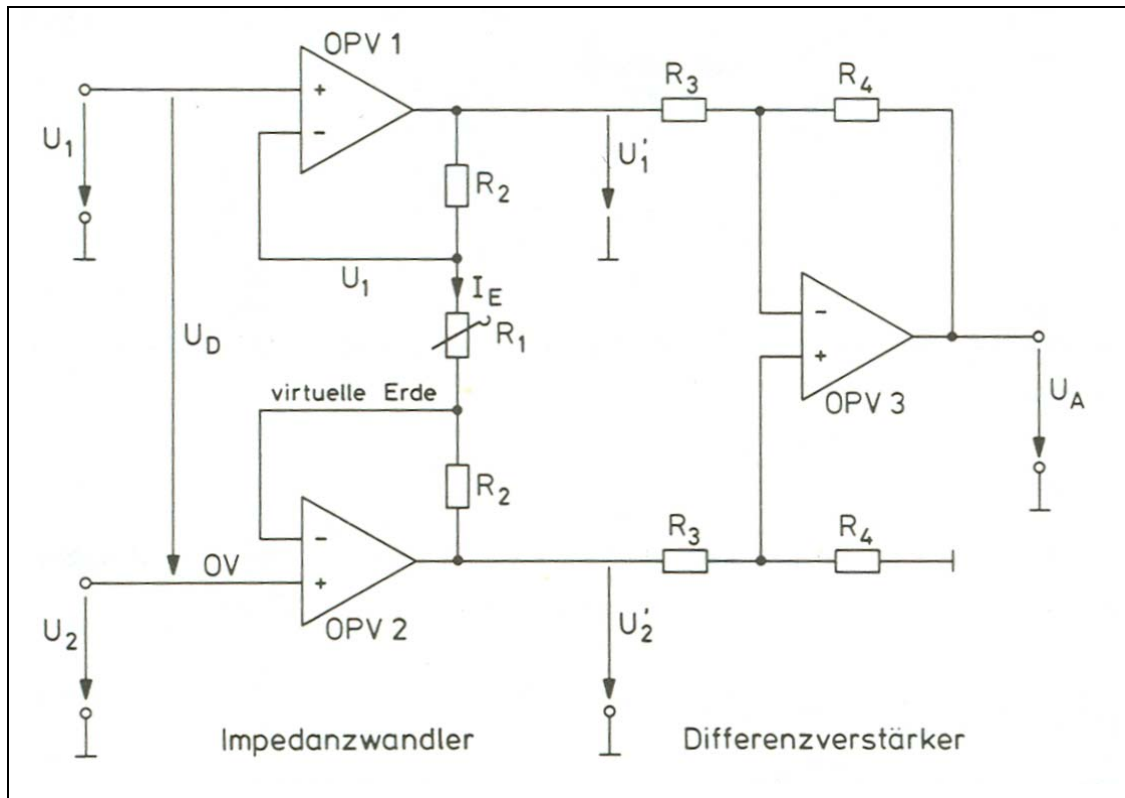 OPV 1
R3
R4
+
U1
-
U1'
R2
U1
IE
UD
R1
-
+
OPV 3
virtuelle Erde
UA
R2
R3
R4
-
0V
+
U2
OPV 2
U2'
Impedanzwandler
Differenzverstärker